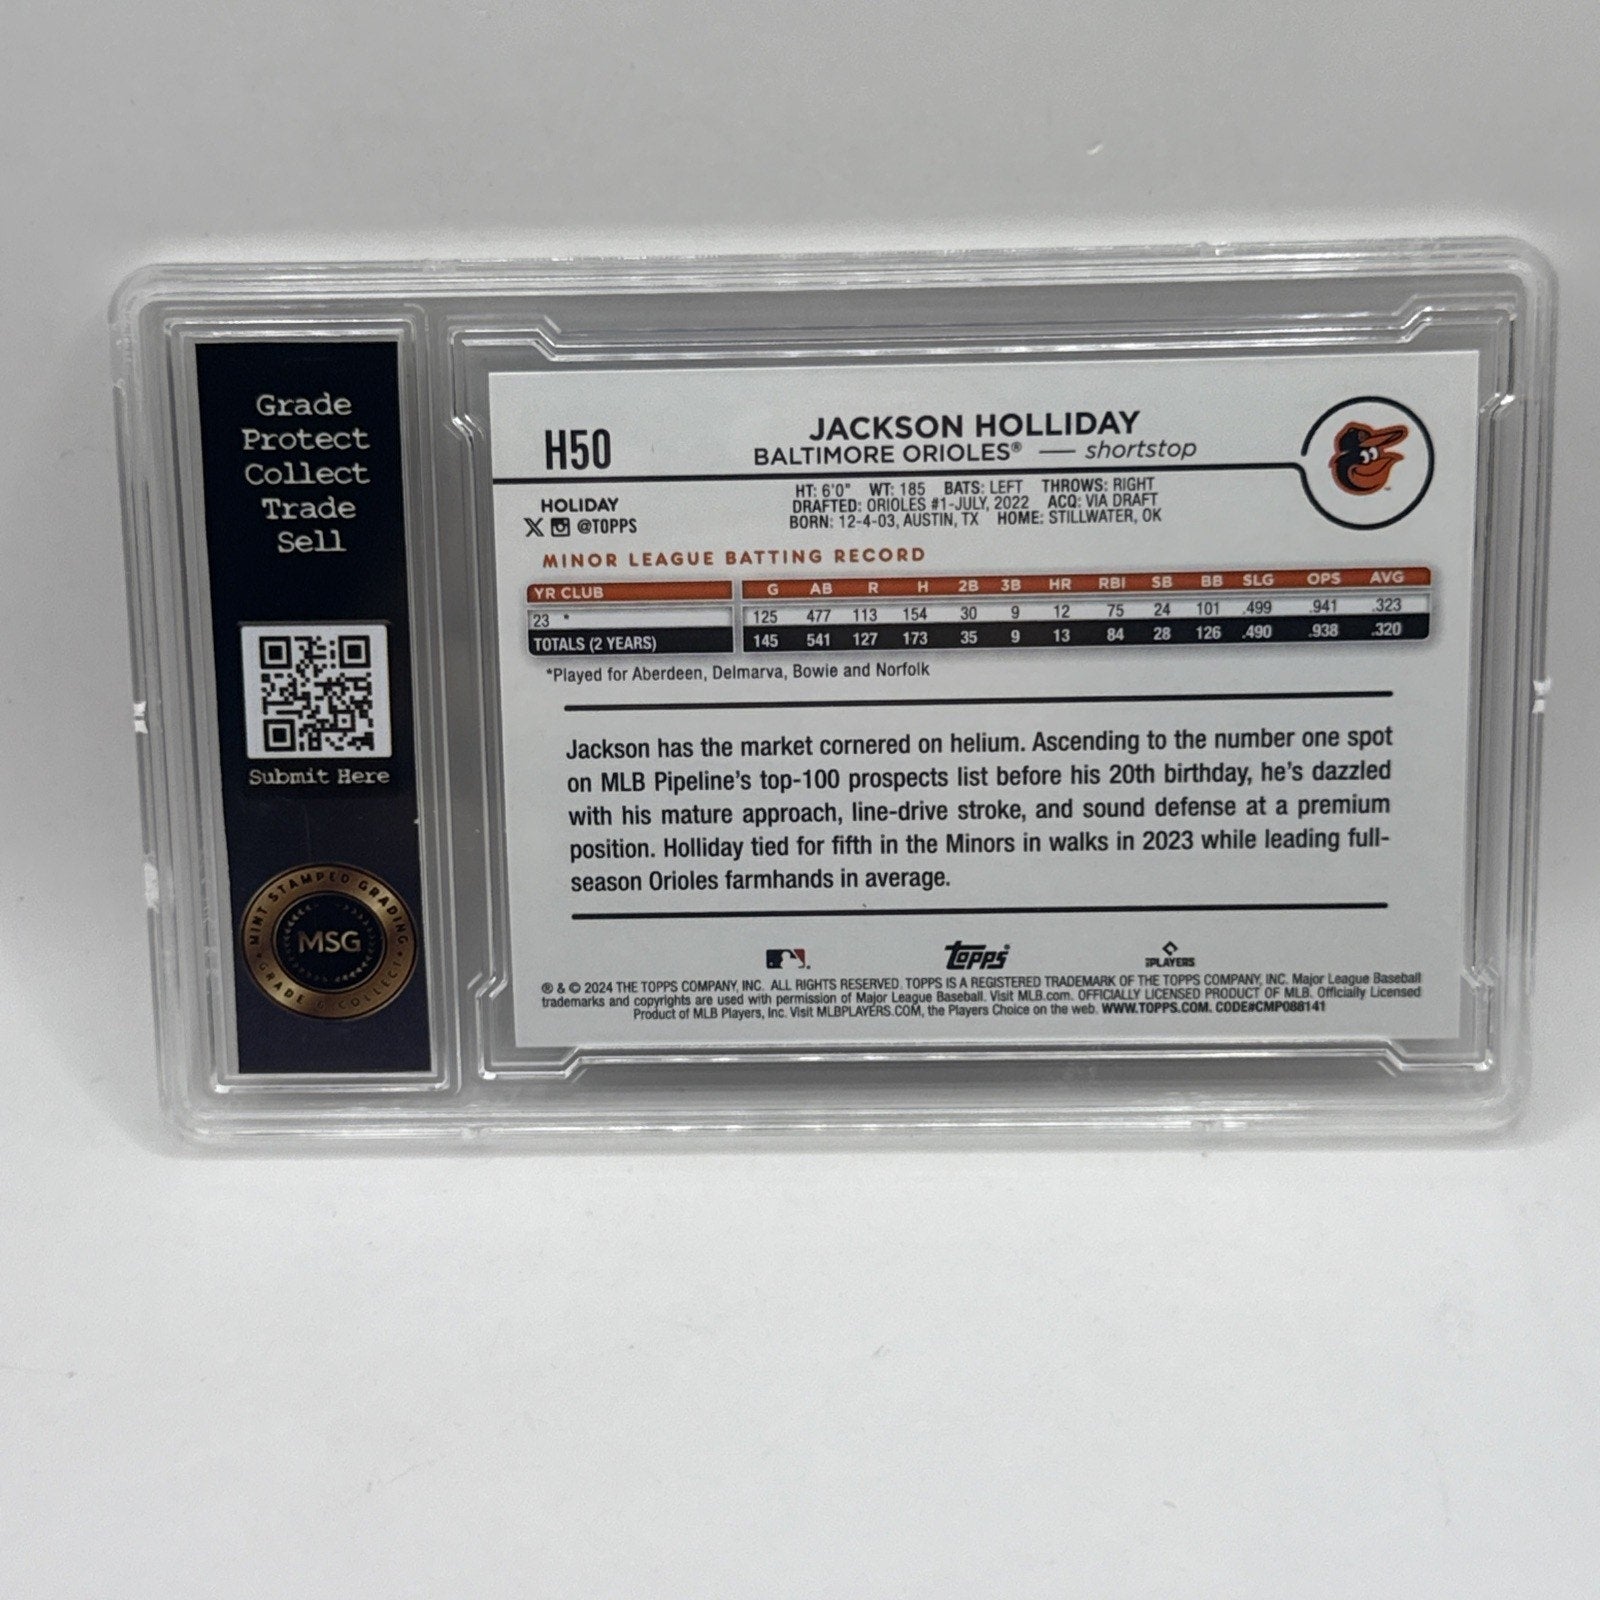 Grade
Protect
Collect
Trade
Sell
Submit Here
MINT STAMPED GRADING
MSG
GRADE & COLLECT
H50
JACKSON HOLLIDAY
BALTIMORE ORIOLES® — shortstop
HOLIDAY
@TOPPS
HT: 6'0" WT: 185 BATS: LEFT THROWS: RIGHT
DRAFTED: ORIOLES #1-JULY, 2022 ACQ: VIA DRAFT
BORN: 12-4-03, AUSTIN, TX HOME: STILLWATER, OK
MINOR LEAGUE BATTING RECORD
YR CLUB G AB R H 2B 3B HR RBI SB BB SLG OPS AVG
23 * 125 477 113 154 30 9 12 75 24 101 .499 .941 .323
TOTALS (2 YEARS) 145 541 127 173 35 9 13 84 28 126 .490 .938 .320
*Played for Aberdeen, Delmarva, Bowie and Norfolk
Jackson has the market cornered on helium. Ascending to the number one spot
on MLB Pipeline's top-100 prospects list before his 20th birthday, he's dazzled
with his mature approach, line-drive stroke, and sound defense at a premium
position. Holliday tied for fifth in the Minors in walks in 2023 while leading full-
season Orioles farmhands in average.
Topps
PLAYERS
® & © 2024 THE TOPPS COMPANY, INC. ALL RIGHTS RESERVED. TOPPS IS A REGISTERED TRADEMARK OF THE TOPPS COMPANY, INC. Major League Baseball
trademarks and copyrights are used with permission of Major League Baseball. Visit MLB.com. OFFICIALLY LICENSED PRODUCT OF MLB. Officially Licensed
Product of MLB Players, Inc. Visit MLBPLAYERS.COM, the Players Choice on the web. WWW.TOPPS.COM. CODE#CMP088141